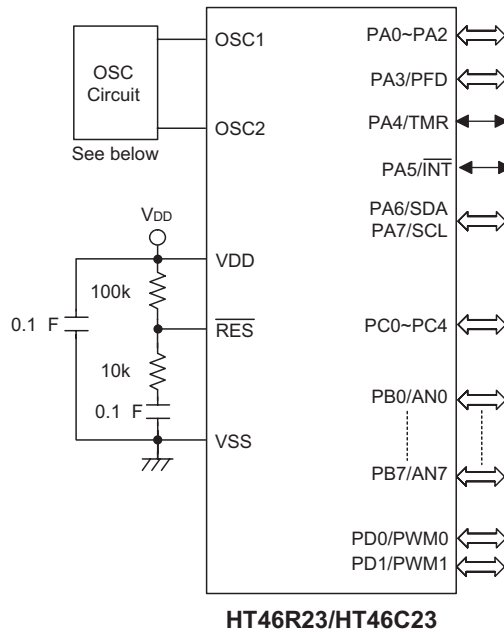 OSC
Circuit
See below
OSC1
OSC2
VDD
VDD
100k
0.1 F
RES
10k
0.1 F
VSS
PA0~PA2
PA3/PFD
PA4/TMR
PA5/INT
PA6/SDA
PA7/SCL
PC0~PC4
PB0/AN0
PB7/AN7
PD0/PWM0
PD1/PWM1
HT46R23/HT46C23